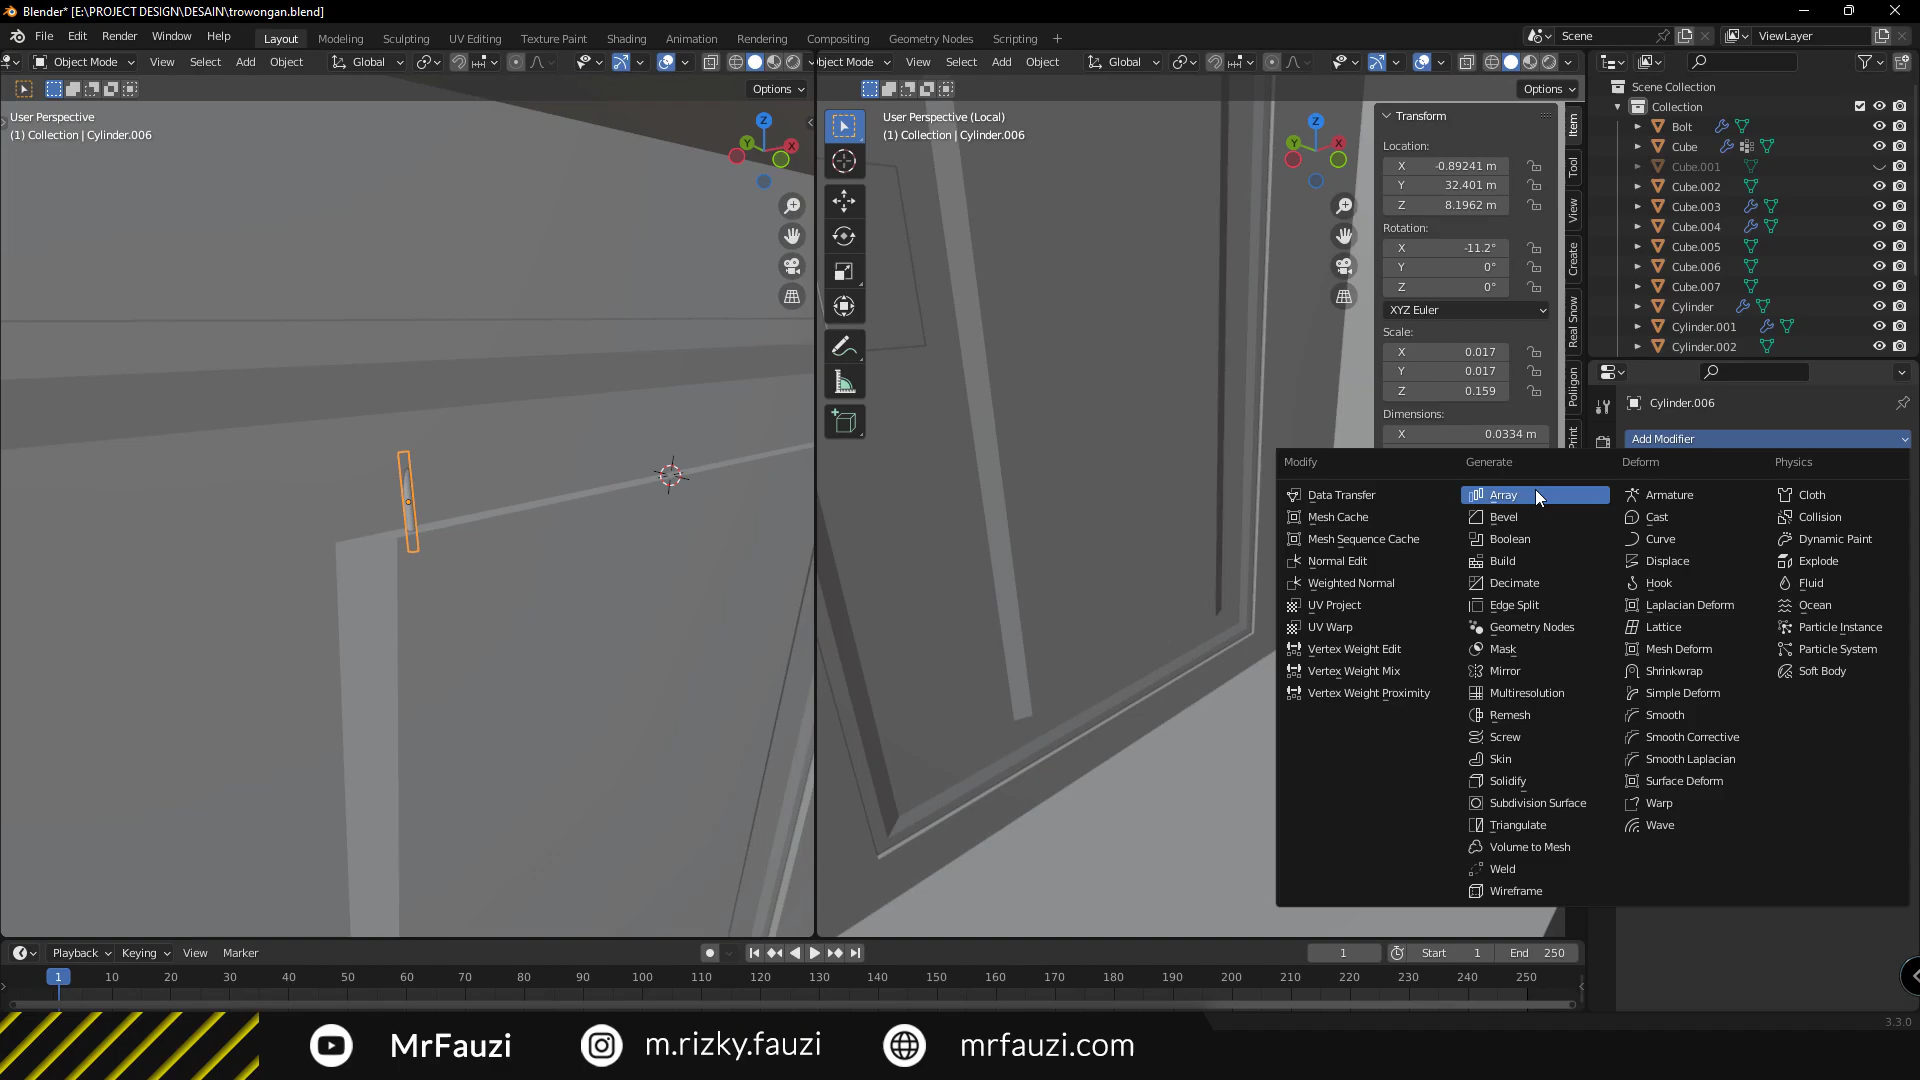 Blender* [E:\PROJECT DESIGN\DESAIN\trowongan.blend]
File Edit Render Window Help Layout Modeling Sculpting UV Editing Texture Paint Shading Animation Rendering Compositing Geometry Nodes Scripting + Scene ViewLayer
Object Mode View Select Add Object Global
bject Mode View Select Add Object Global
Options
Options
User Perspective
(1) Collection | Cylinder.006
User Perspective (Local)
(1) Collection | Cylinder.006
Z
Y
X
Z
Y
X
Transform
Location:
X -0.89241 m
Y 32.401 m
Z 8.1962 m
Rotation:
X -11.2°
Y 0°
Z 0°
XYZ Euler
Scale:
X 0.017
Y 0.017
Z 0.159
Dimensions:
X 0.0334 m
Item
Tool
View
Create
Real Snow
Poliigon
Print
Scene Collection
Collection
Bolt
Cube
Cube.001
Cube.002
Cube.003
Cube.004
Cube.005
Cube.006
Cube.007
Cylinder
Cylinder.001
Cylinder.002
Cylinder.006
Add Modifier
Modify
Data Transfer
Mesh Cache
Mesh Sequence Cache
Normal Edit
Weighted Normal
UV Project
UV Warp
Vertex Weight Edit
Vertex Weight Mix
Vertex Weight Proximity
Generate
Array
Bevel
Boolean
Build
Decimate
Edge Split
Geometry Nodes
Mask
Mirror
Multiresolution
Remesh
Screw
Skin
Solidify
Subdivision Surface
Triangulate
Volume to Mesh
Weld
Wireframe
Deform
Armature
Cast
Curve
Displace
Hook
Laplacian Deform
Lattice
Mesh Deform
Shrinkwrap
Simple Deform
Smooth
Smooth Corrective
Smooth Laplacian
Surface Deform
Warp
Wave
Physics
Cloth
Collision
Dynamic Paint
Explode
Fluid
Ocean
Particle Instance
Particle System
Soft Body
Playback Keying View Marker 1 Start 1 End 250
1 10 20 30 40 50 60 70 80 90 100 110 120 130 140 150 160 170 180 190 200 210 220 230 240 250
3.3.0
MrFauzi m.rizky.fauzi mrfauzi.com